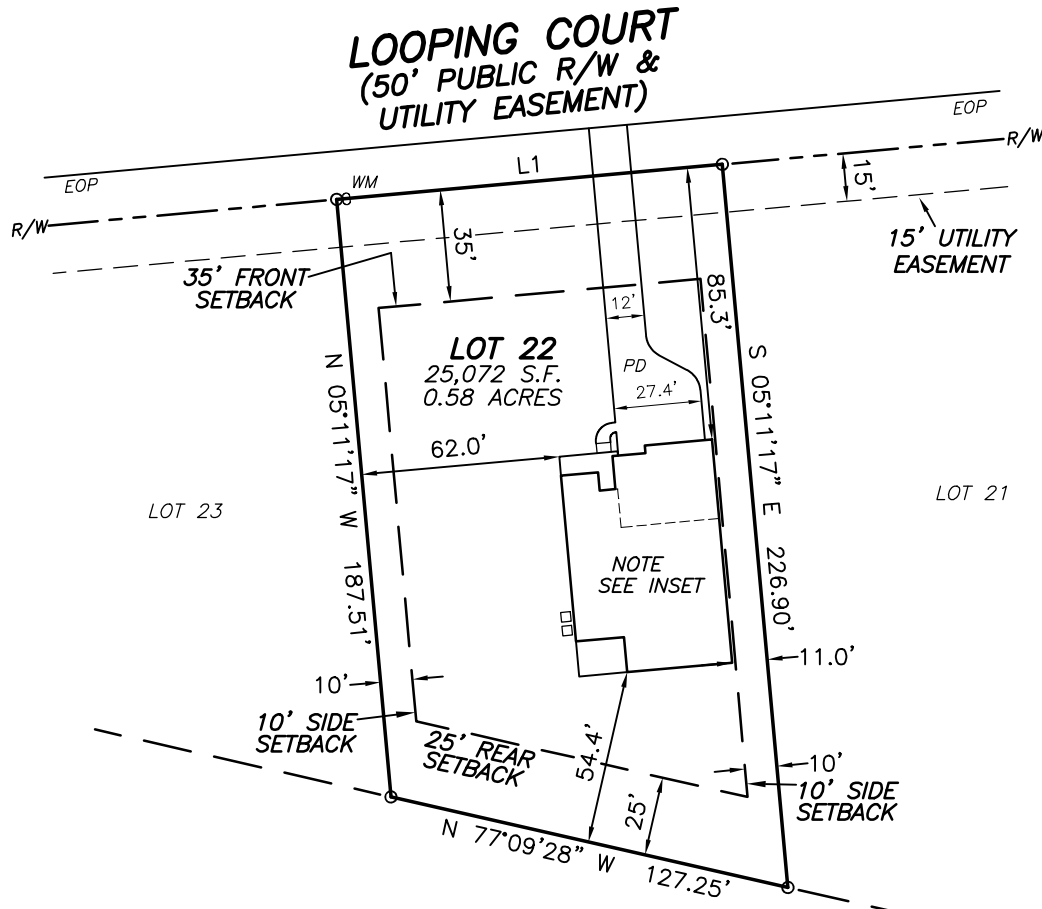 LOOPING COURT
(50' PUBLIC R/W &
UTILITY EASEMENT)
EOP
EOP
R/W
R/W
WM
L1
15'
15' UTILITY
EASEMENT
35'
35' FRONT
SETBACK
85.3'
12'
LOT 22
25,072 S.F.
0.58 ACRES
PD
27.4'
N 05°11'17" W 187.51'
S 05°11'17" E 226.90'
62.0'
LOT 23
LOT 21
NOTE
SEE INSET
11.0'
10'
10' SIDE
SETBACK
25' REAR
SETBACK
54.4'
25'
10'
10' SIDE
SETBACK
N 77°09'28" W 127.25'